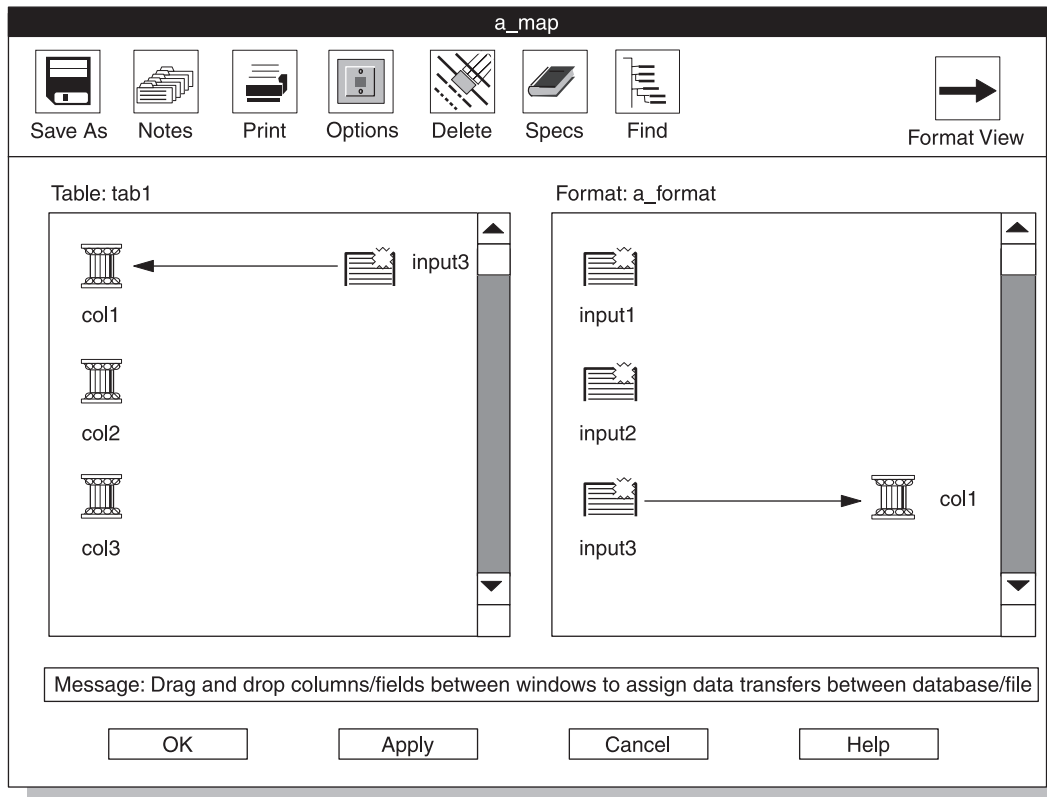 a_map
Save As Notes Print Options Delete Specs Find Format View
Table: tab1 Format: a_format
input3
col1 input1
col2 input2
col1
col3 input3
Message: Drag and drop columns/fields between windows to assign data transfers between database/file
OK Apply Cancel Help